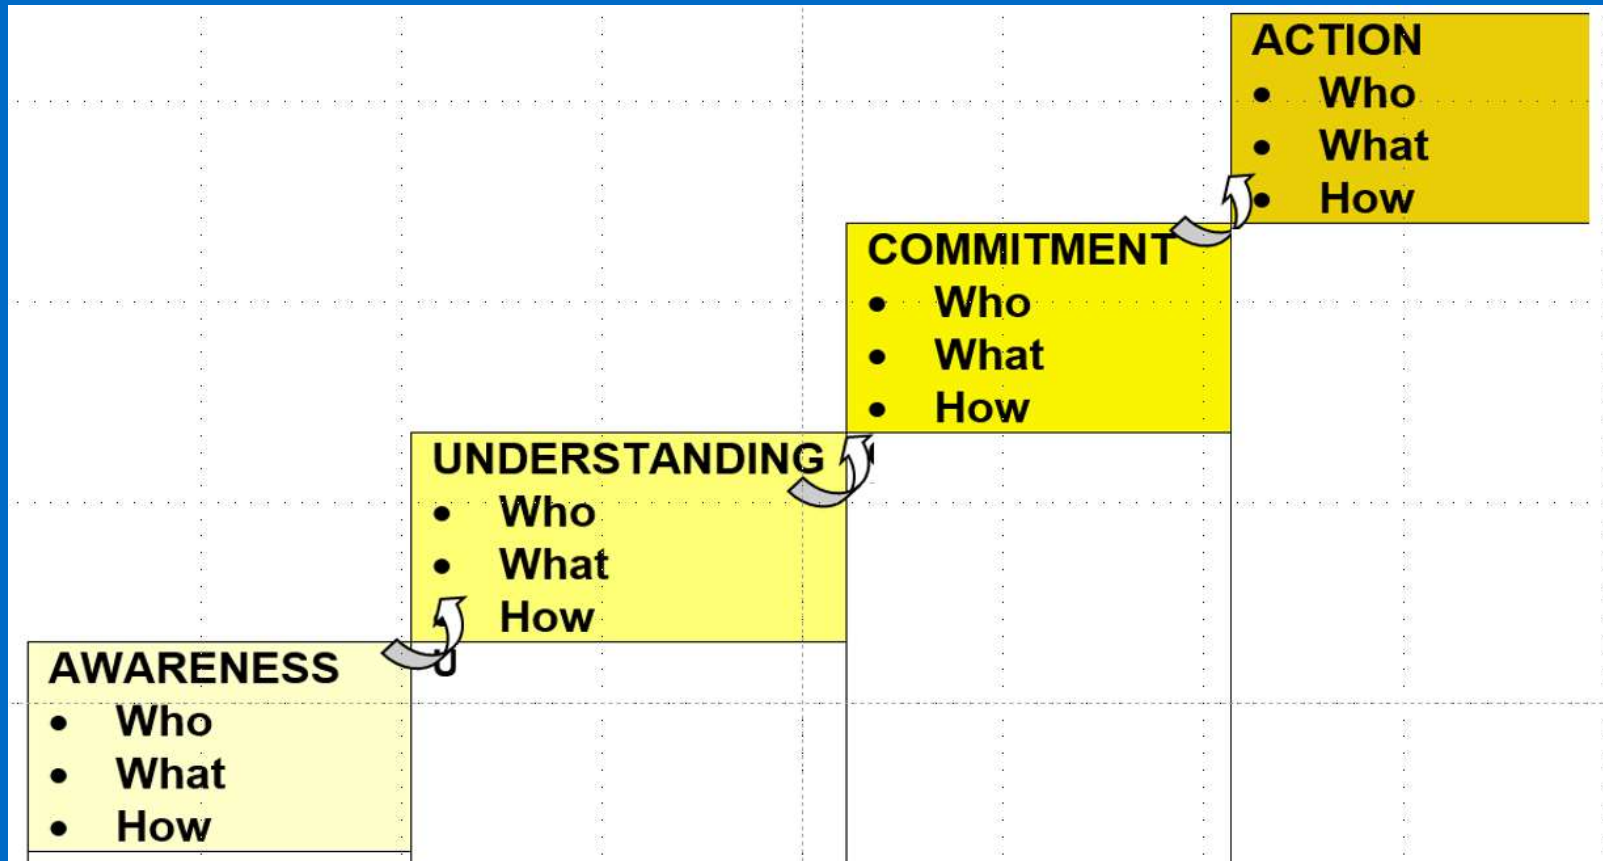 ACTION
• Who
• What
• How
COMMITMENT
• Who
• What
• How
UNDERSTANDING
• Who
• What
• How
U
AWARENESS
• Who
• What
• How